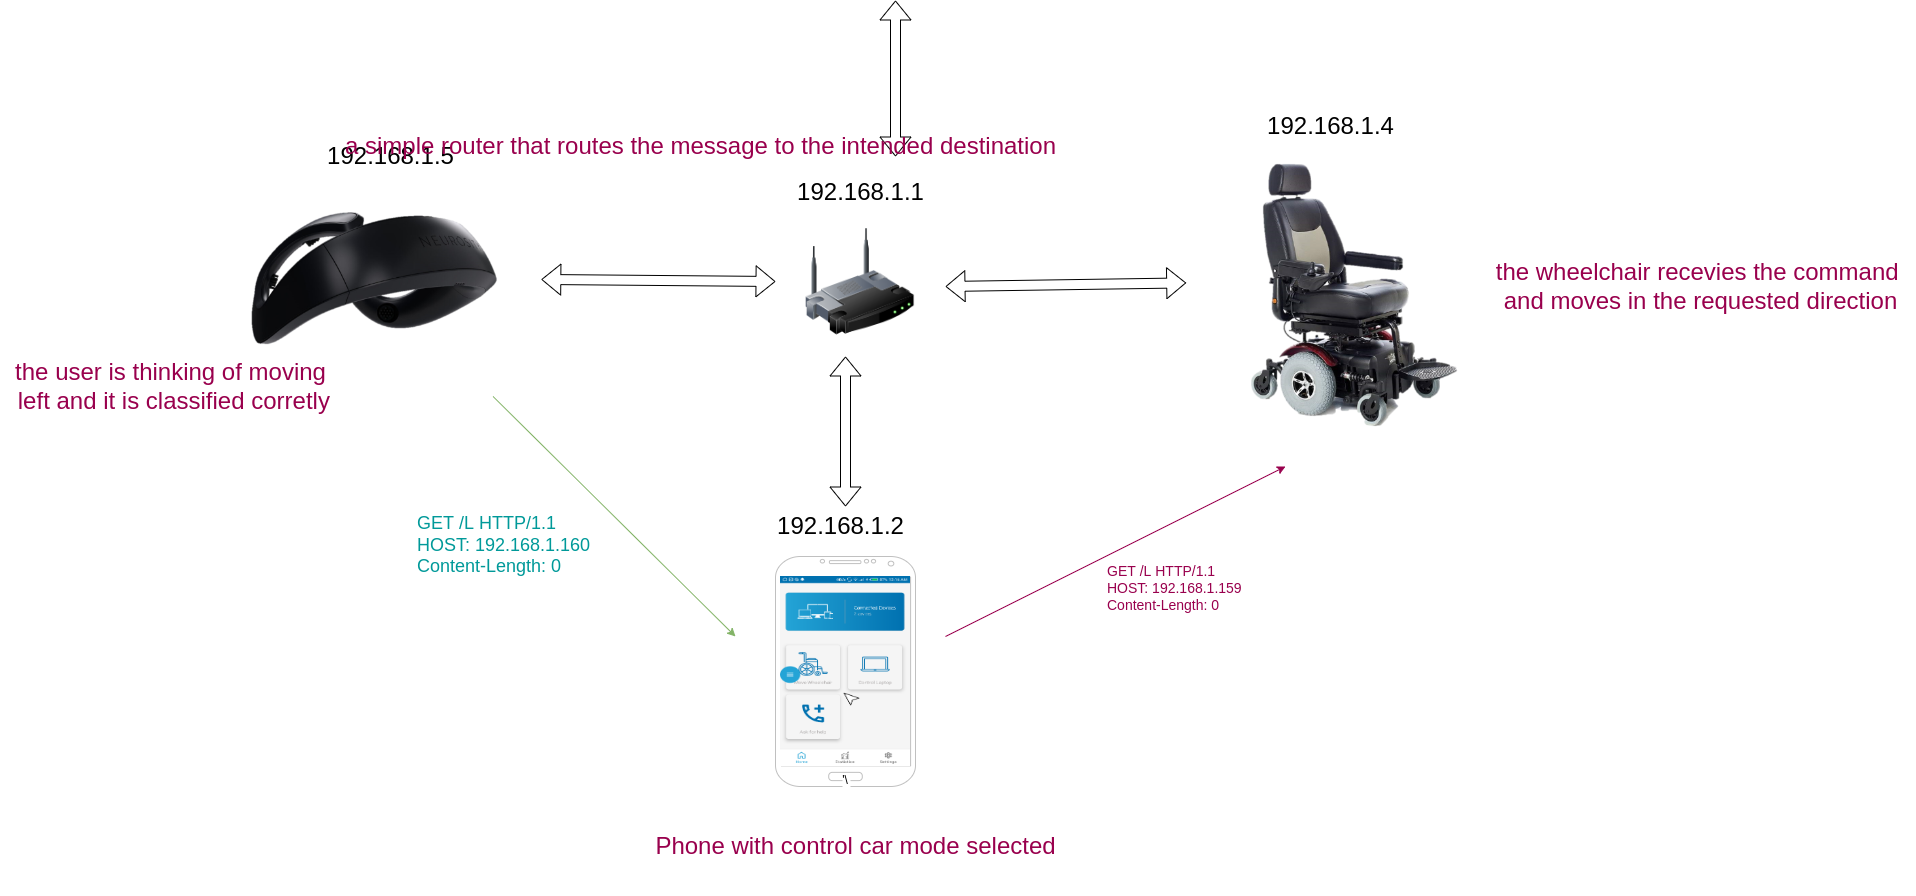 192.168.1.4
a simple router that routes the message to the intended destination
192.168.1.5
192.168.1.1
the wheelchair recevies the command
and moves in the requested direction
the user is thinking of moving
left and it is classified corretly
192.168.1.2
GET /L HTTP/1.1
HOST: 192.168.1.160
Content-Length: 0
GET /L HTTP/1.1
HOST: 192.168.1.159
Content-Length: 0
Connected Devices
Home
Statistics
Settings
Phone with control car mode selected